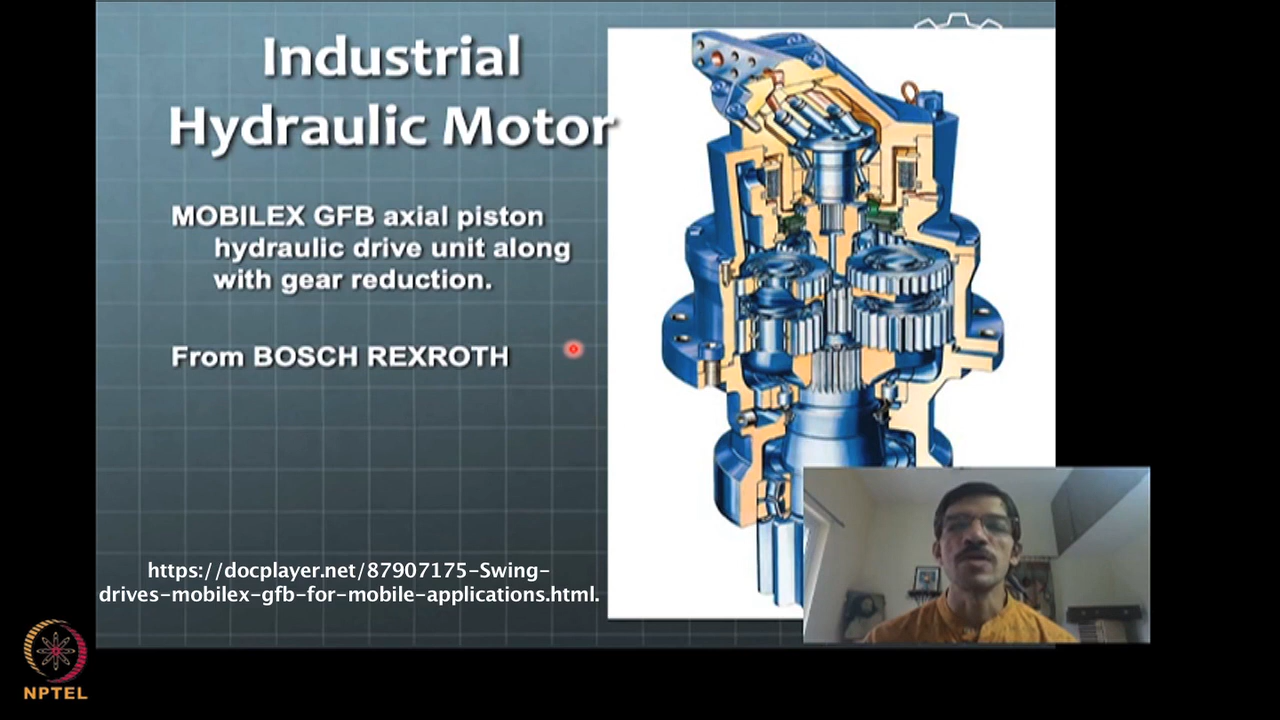 Industrial
Hydraulic Motor
MOBILEX GFB axial piston
hydraulic drive unit along
with gear reduction.
From BOSCH REXROTH
https://docplayer.net/87907175-Swing-
drives-mobilex-gfb-for-mobile-applications.html.
NPTEL